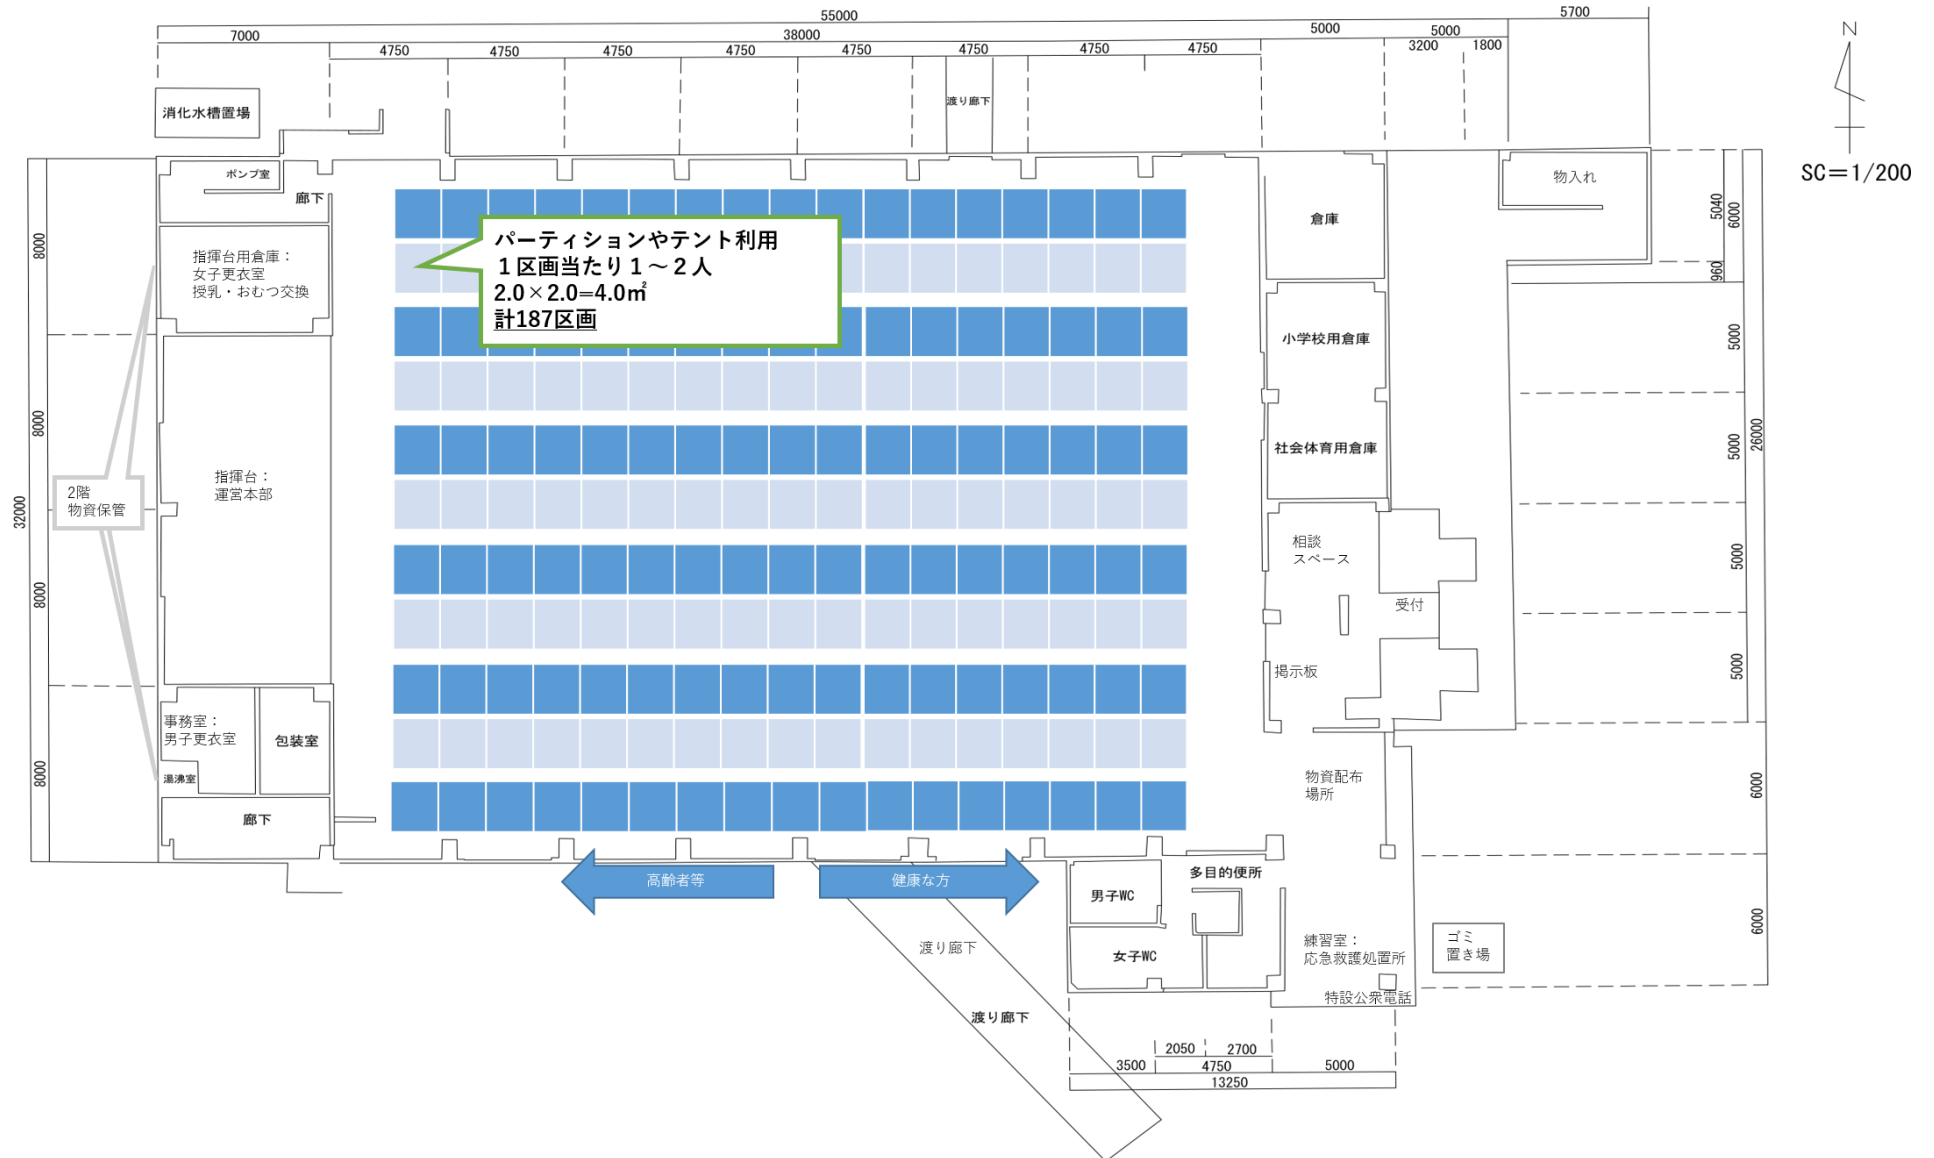 55000
5700
7000
38000
5000
5000
4750
4750
4750
4750
4750
4750
4750
4750
3200
1800
N
SC=1/200
消化水槽置場
渡り廊下
ポンプ室
廊下
物入れ
倉庫
5040
6000
960
8000
指揮台用倉庫：
女子更衣室
授乳・おむつ交換
パーティションやテント利用
１区画当たり１～２人
2.0×2.0=4.0㎡
計187区画
小学校用倉庫
5000
8000
社会体育用倉庫
5000
26000
2階
物資保管
指揮台：
運営本部
32000
相談
スペース
5000
8000
受付
掲示板
5000
事務室：
男子更衣室
包装室
湯沸室
8000
物資配布
場所
6000
廊下
高齢者等
健康な方
多目的便所
男子WC
女子WC
渡り廊下
練習室：
応急救護処置所
ゴミ
置き場
6000
特設公衆電話
渡り廊下
2050
2700
3500
4750
5000
13250